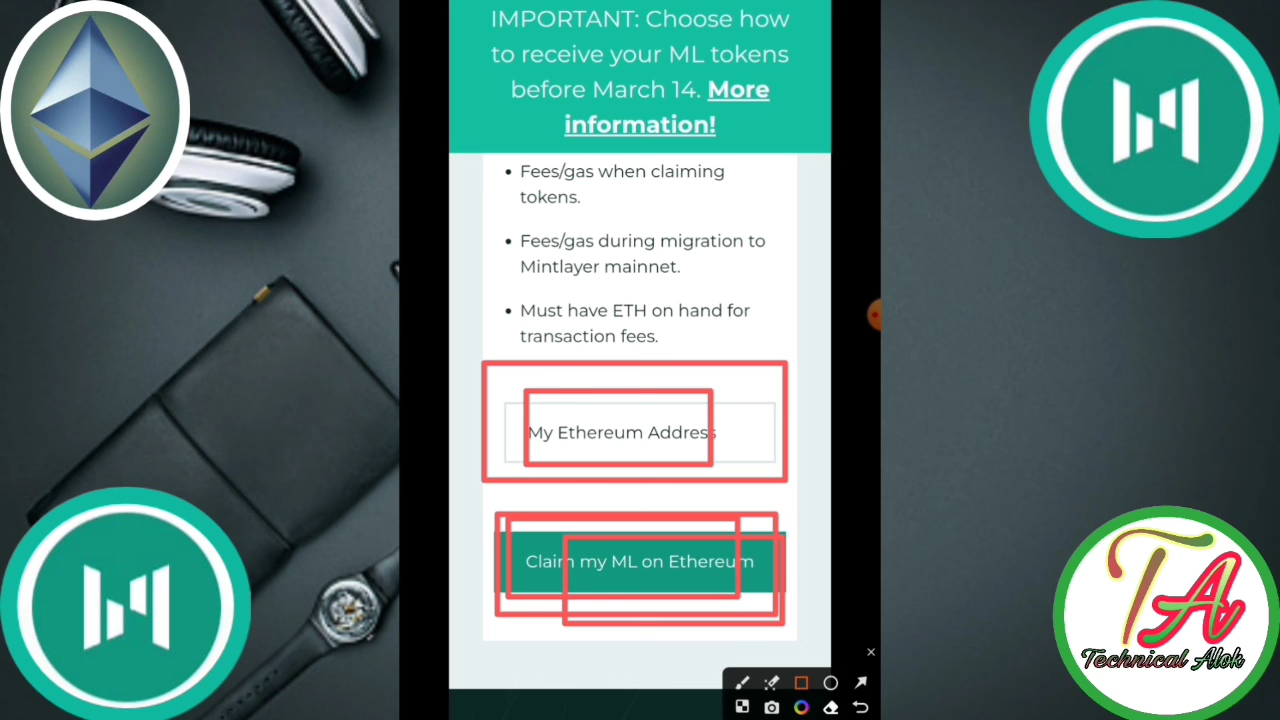 IMPORTANT: Choose how
to receive your ML tokens
before March 14. More
information!
Fees/gas when claiming
tokens.
Fees/gas during migration to
Mintlayer mainnet.
Must have ETH on hand for
transaction fees.
My Ethereum Address
Claim my ML on Ethereum
TA
Technical Alok